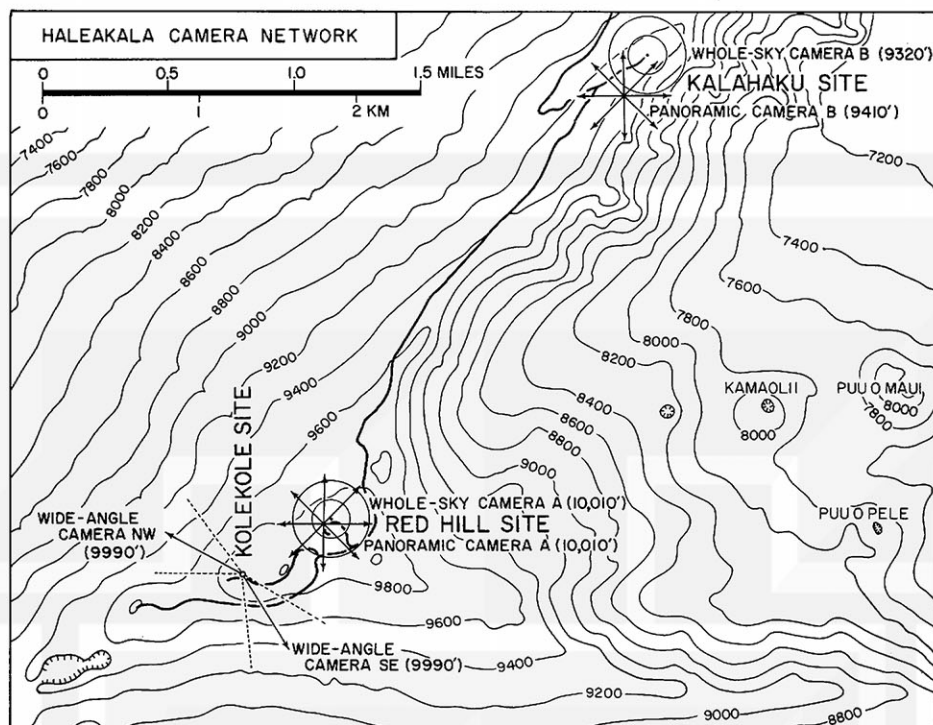 HALEAKALA CAMERA NETWORK
0 0.5 1.0 1.5 MILES
0 2 KM
WHOLE-SKY CAMERA B (9320')
KALAHAKU SITE
PANORAMIC CAMERA B (9410')
7400
7600
7800
8000
8200
8400
8600
8800
9000
9200
9400
9600
7200
7400
7600
7800
8000
8200
8400
8600
8800
9000
KAMAOLII
8000
PUU O MAUI
8000
7800
PUU O PELE
KOLEKOLE SITE
WHOLE-SKY CAMERA A (10,010')
RED HILL SITE
PANORAMIC CAMERA A (10,010')
WIDE-ANGLE
CAMERA NW
(9990')
9800
9600
WIDE-ANGLE
CAMERA SE (9990')
9400
9200
9000
8800